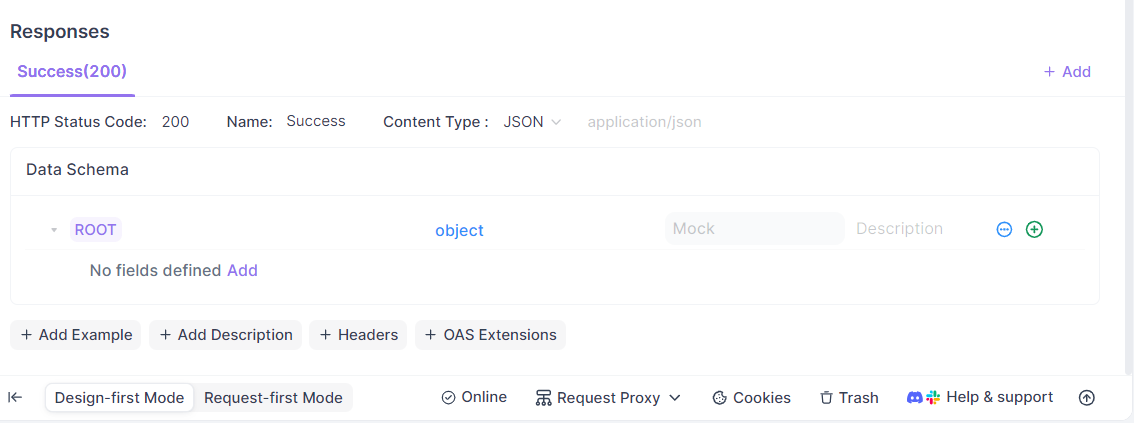 Responses
Success(200)
+ Add
HTTP Status Code: 200 Name: Success Content Type : JSON application/json
Data Schema
ROOT object Mock Description
No fields defined Add
+ Add Example + Add Description + Headers + OAS Extensions
Design-first Mode Request-first Mode Online Request Proxy Cookies Trash Help & support